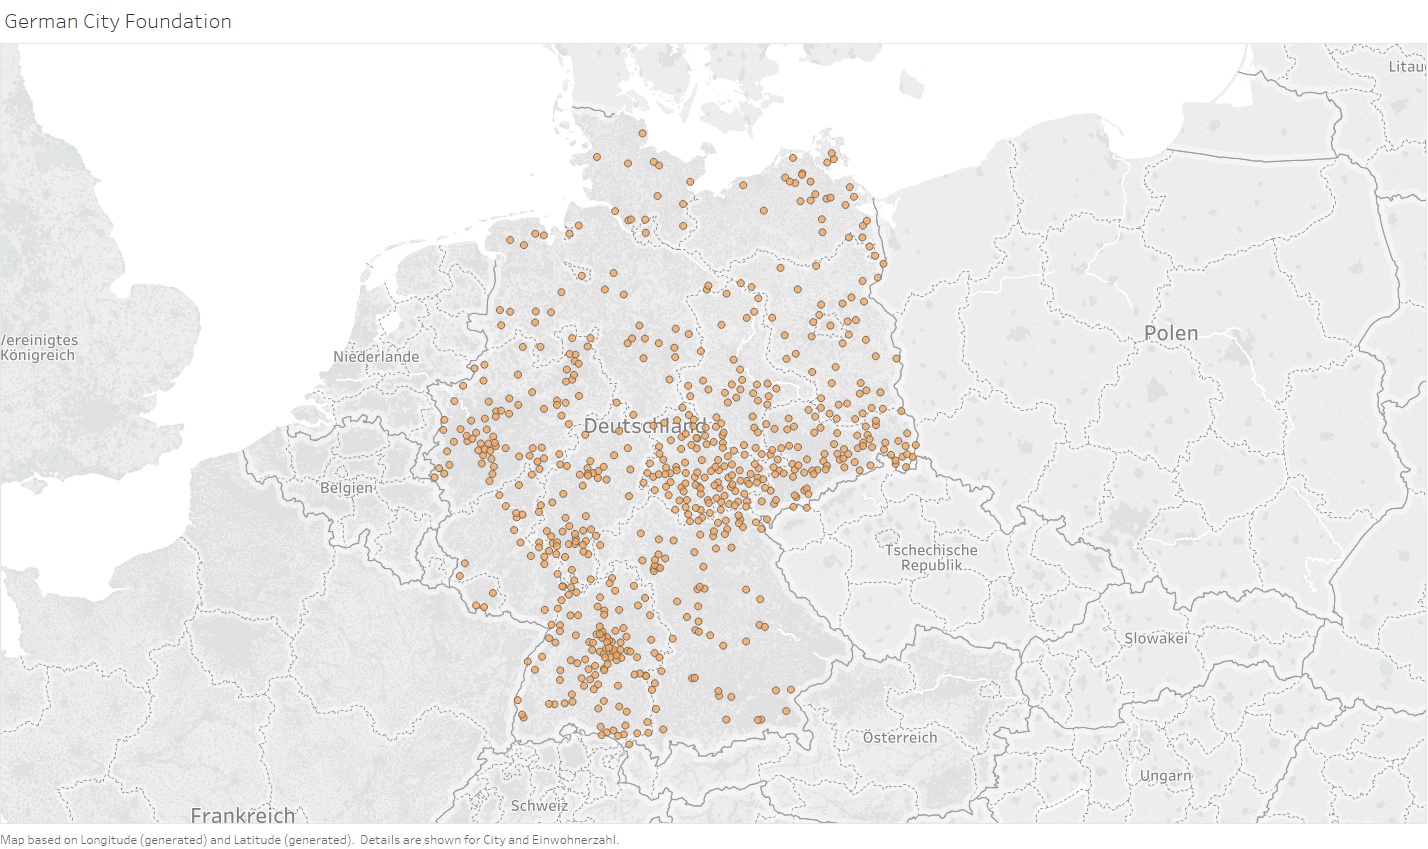 German City Foundation
Litau
Vereinigtes
Königreich
Niederlande
Polen
Deutschland
Belgien
Tschechische
Republik
Slowakei
Österreich
Ungarn
Schweiz
Frankreich
Map based on Longitude (generated) and Latitude (generated). Details are shown for City and Einwohnerzahl.